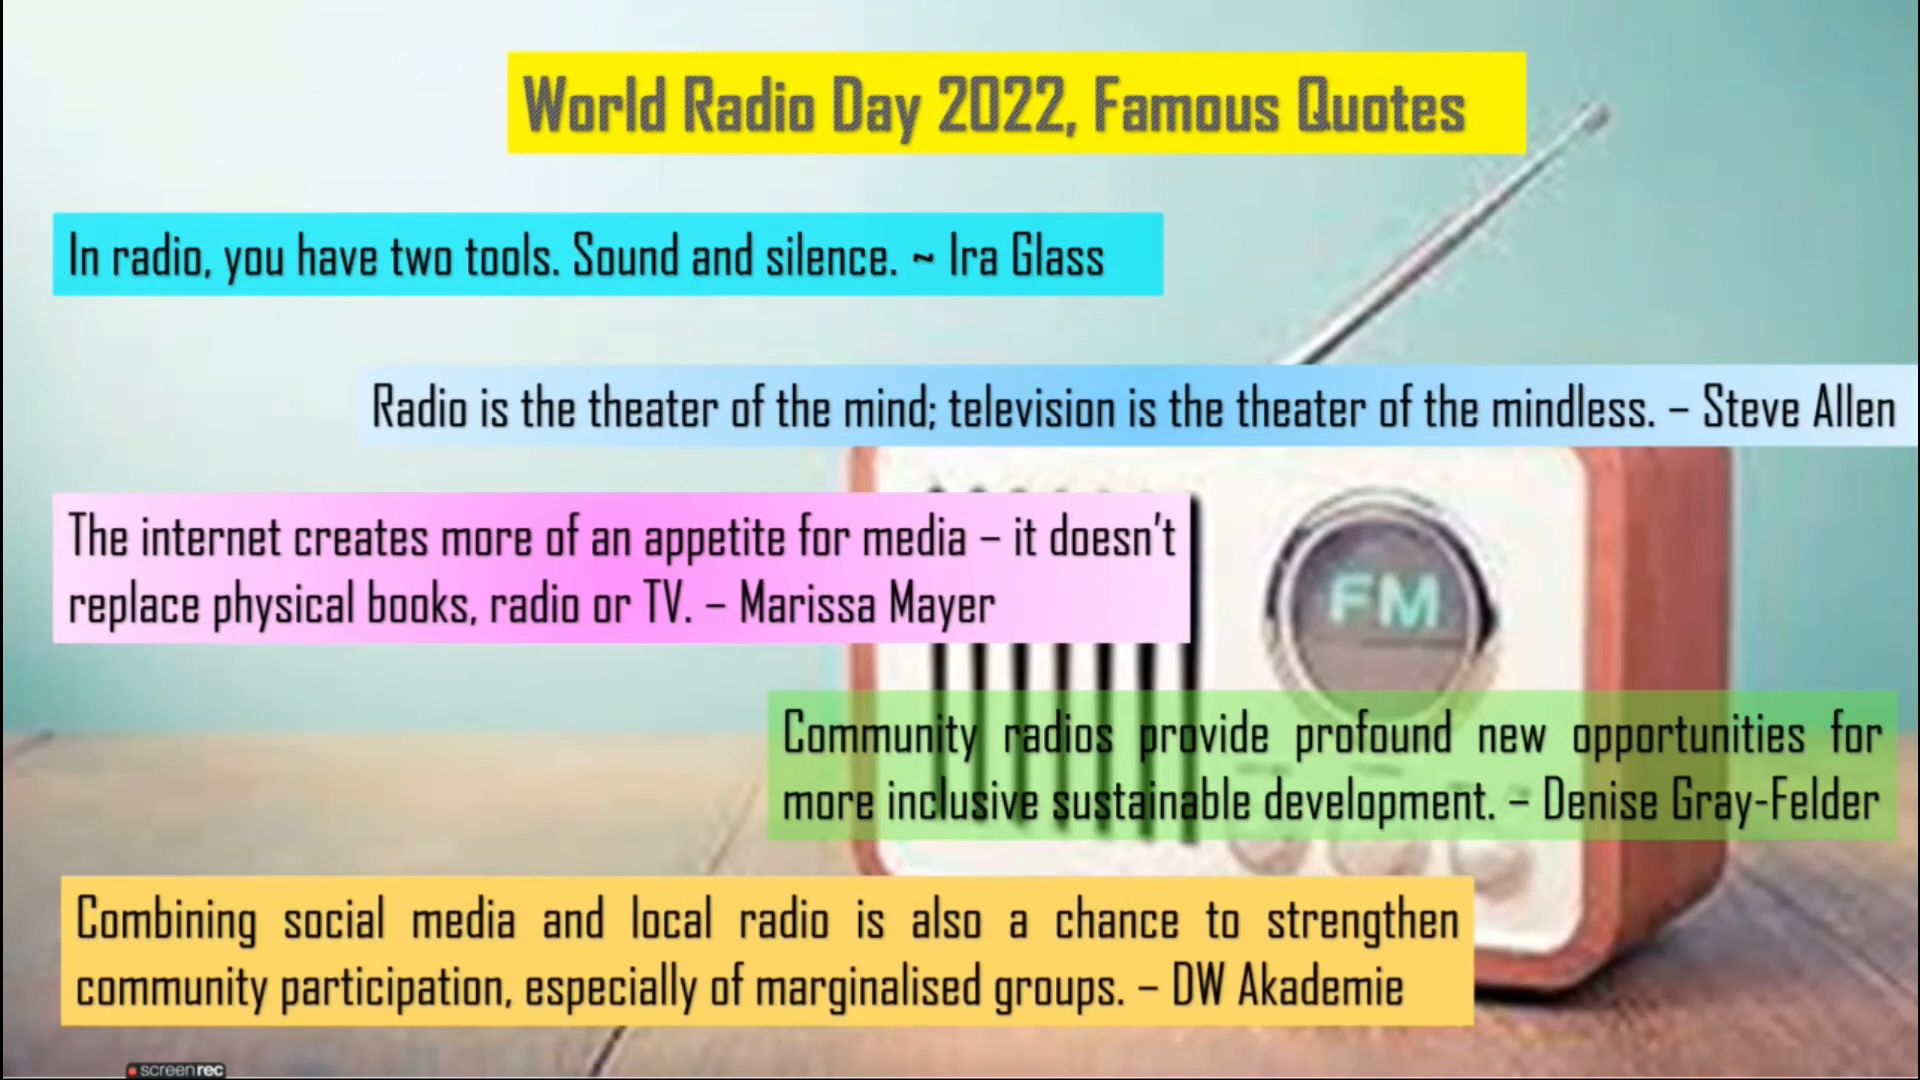 World Radio Day 2022, Famous Quotes
In radio, you have two tools. Sound and silence. ~ Ira Glass
Radio is the theater of the mind; television is the theater of the mindless. – Steve Allen
The internet creates more of an appetite for media – it doesn't
replace physical books, radio or TV. – Marissa Mayer
FM
Community radios provide profound new opportunities for
more inclusive sustainable development. – Denise Gray-Felder
Combining social media and local radio is also a chance to strengthen
community participation, especially of marginalised groups. – DW Akademie
screenrec